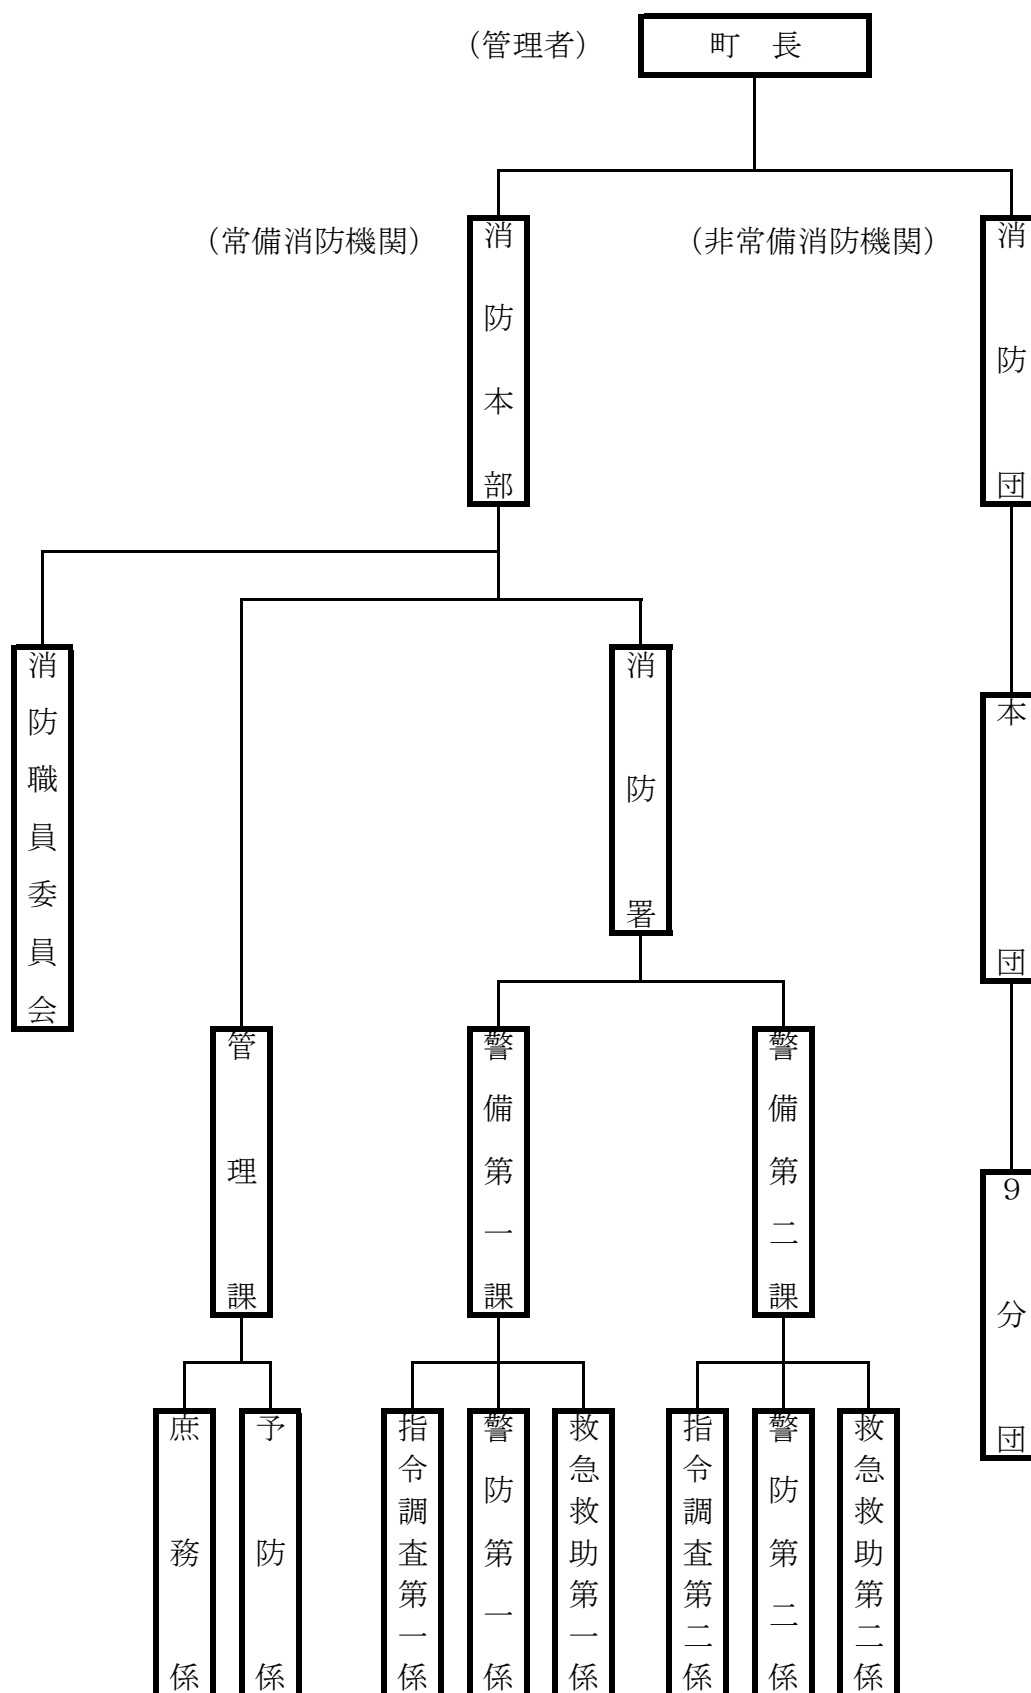 （管理者）
町　長
（常備消防機関）
消防本部
（非常備消防機関）
消防団
消防職員委員会
消防署
本団
管理課
警備第一課
警備第二課
9分団
庶務係
予防係
指令調査第一係
警防第一係
救急救助第一係
指令調査第二係
警防第二係
救急救助第二係